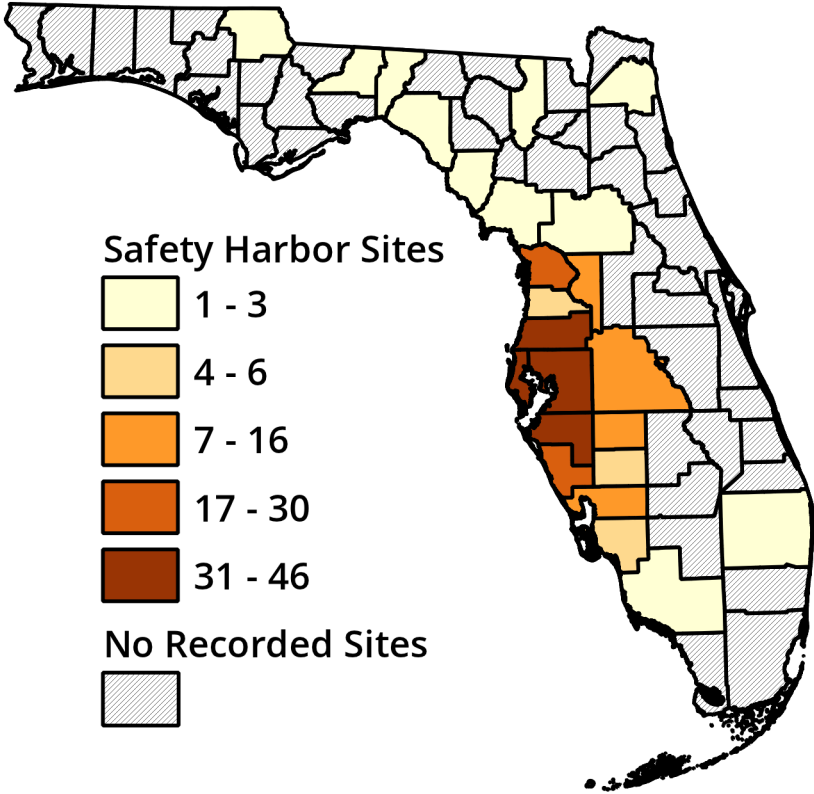 Safety Harbor Sites
1 - 3
4 - 6
7 - 16
17 - 30
31 - 46
No Recorded Sites